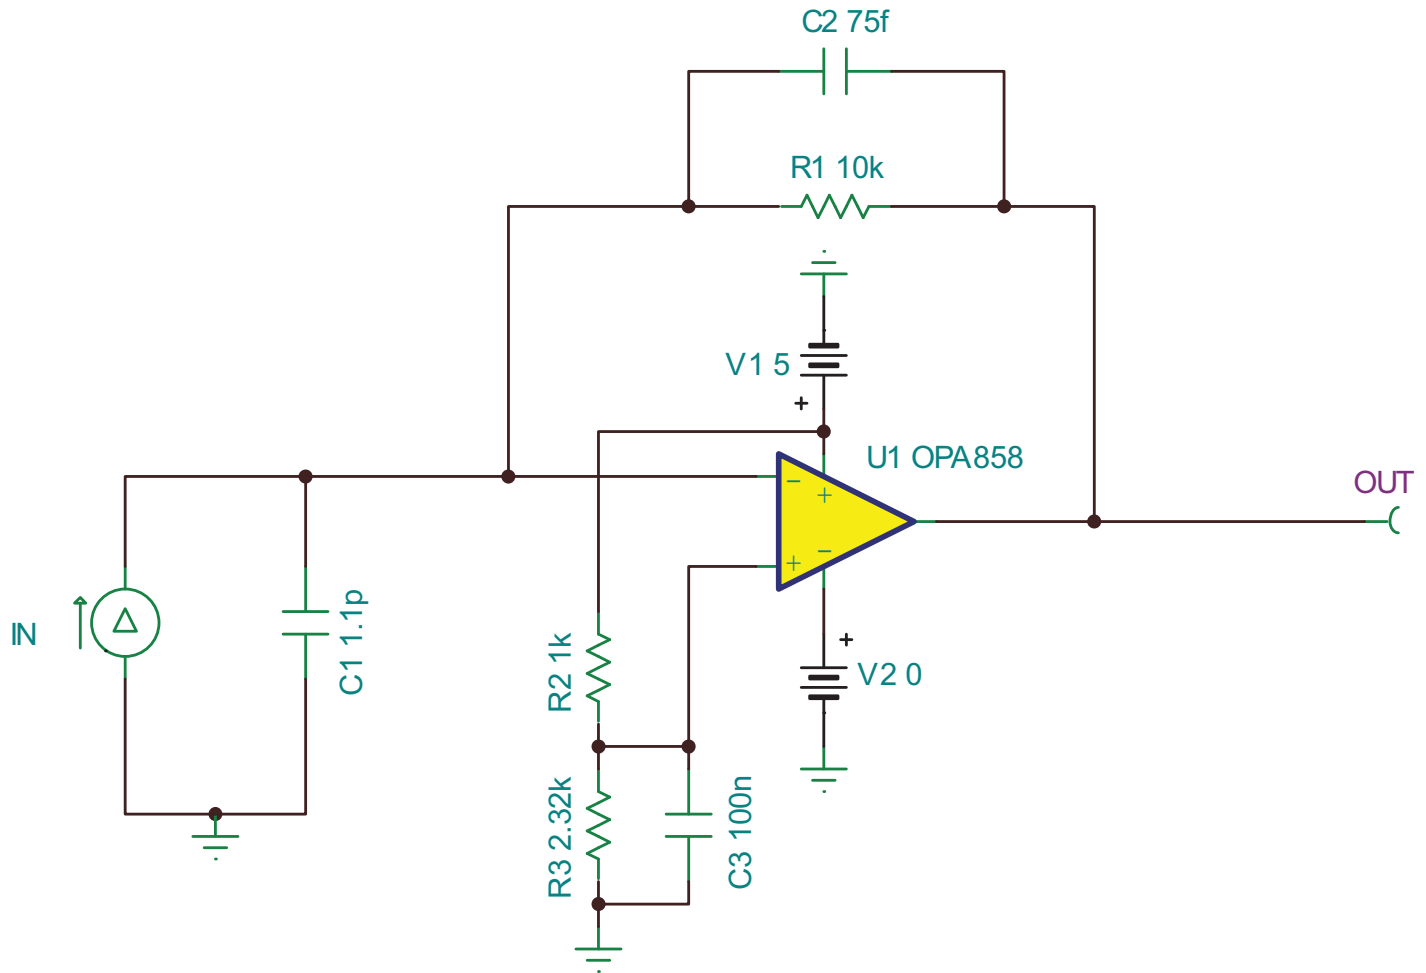 C2 75f
R1 10k
V1 5
+
U1 OPA858
OUT
IN
C1 1.1p
R2 1k
+
V2 0
R3 2.32k
C3 100n